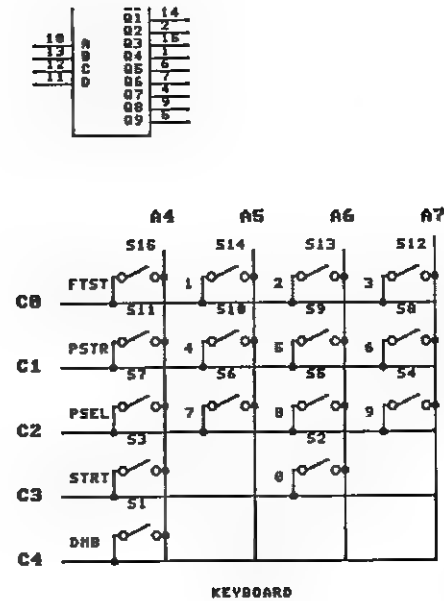 Q1 14
Q2 2
10 A Q3 15
13 B Q4 1
12 C Q5 6
11 D Q6 7
Q7 4
Q8 9
Q9 5
A4 A5 A6 A7
S15 S14 S13 S12
FTST 1 2 3
C0
S11 S10 S9 S8
PSTR 4 5 6
C1
S7 S6 S5 S4
PSEL 7 8 9
C2
S3 S2
STRT 0
C3
S1
DMB
C4
KEYBOARD